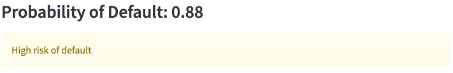 Probability of Default: 0.88
High risk of default